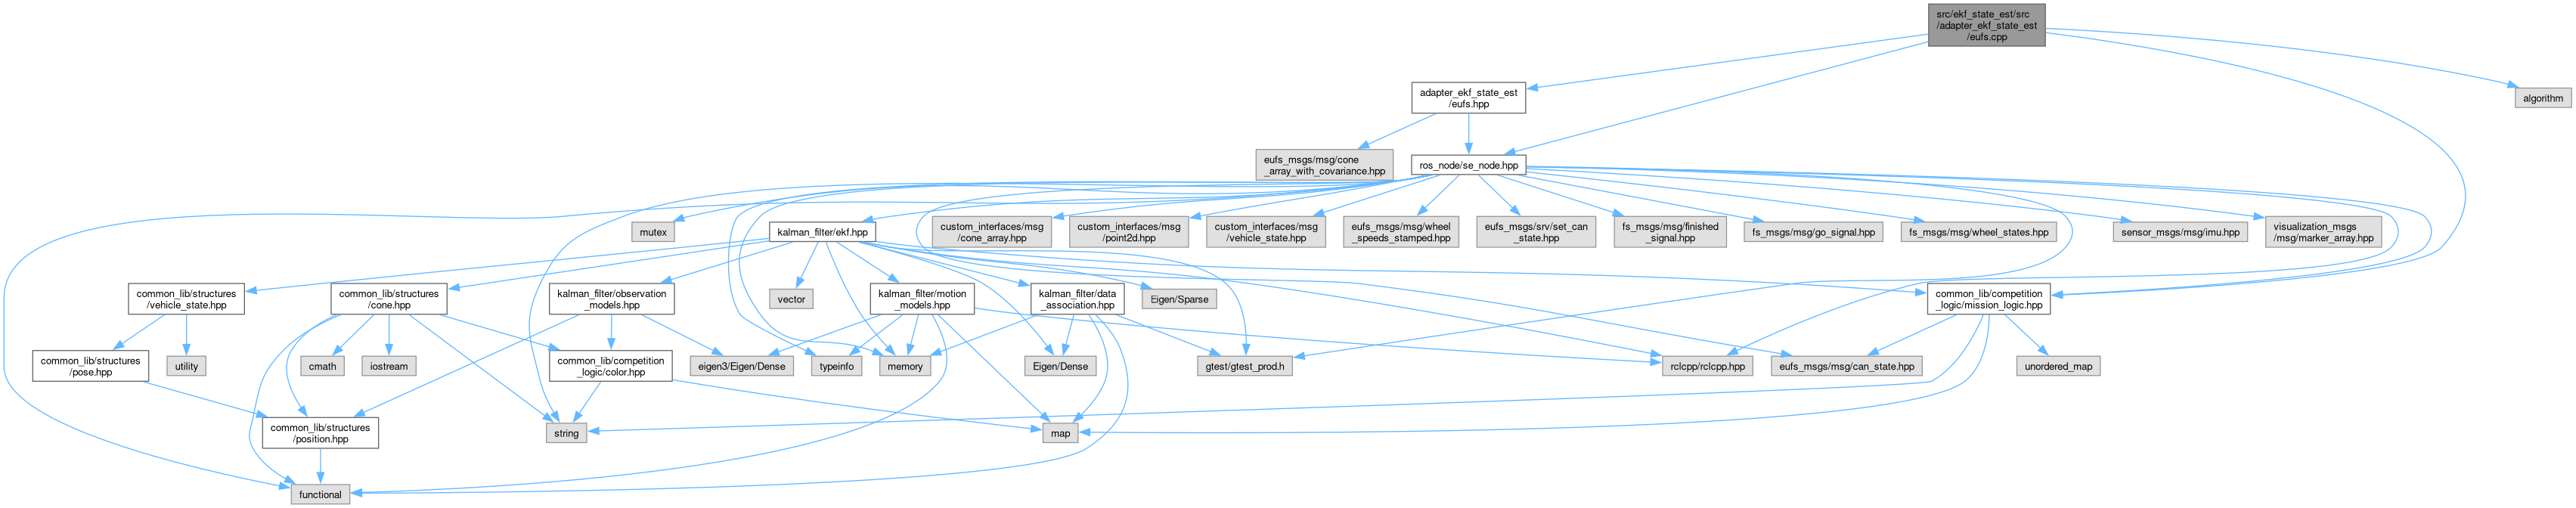 src/ekf_state_est/src
/adapter_ekf_state_est
/eufs.cpp
adapter_ekf_state_est
/eufs.hpp
algorithm
eufs_msgs/msg/cone
_array_with_covariance.hpp
ros_node/se_node.hpp
mutex
kalman_filter/ekf.hpp
custom_interfaces/msg
/cone_array.hpp
custom_interfaces/msg
/point2d.hpp
custom_interfaces/msg
/vehicle_state.hpp
eufs_msgs/msg/wheel
_speeds_stamped.hpp
eufs_msgs/srv/set_can
_state.hpp
fs_msgs/msg/finished
_signal.hpp
fs_msgs/msg/go_signal.hpp
fs_msgs/msg/wheel_states.hpp
sensor_msgs/msg/imu.hpp
visualization_msgs
/msg/marker_array.hpp
common_lib/structures
/vehicle_state.hpp
common_lib/structures
/cone.hpp
kalman_filter/observation
_models.hpp
vector
kalman_filter/motion
_models.hpp
kalman_filter/data
_association.hpp
Eigen/Sparse
common_lib/competition
_logic/mission_logic.hpp
common_lib/structures
/pose.hpp
utility
cmath
iostream
common_lib/competition
_logic/color.hpp
eigen3/Eigen/Dense
typeinfo
memory
Eigen/Dense
gtest/gtest_prod.h
rclcpp/rclcpp.hpp
eufs_msgs/msg/can_state.hpp
unordered_map
common_lib/structures
/position.hpp
string
map
functional